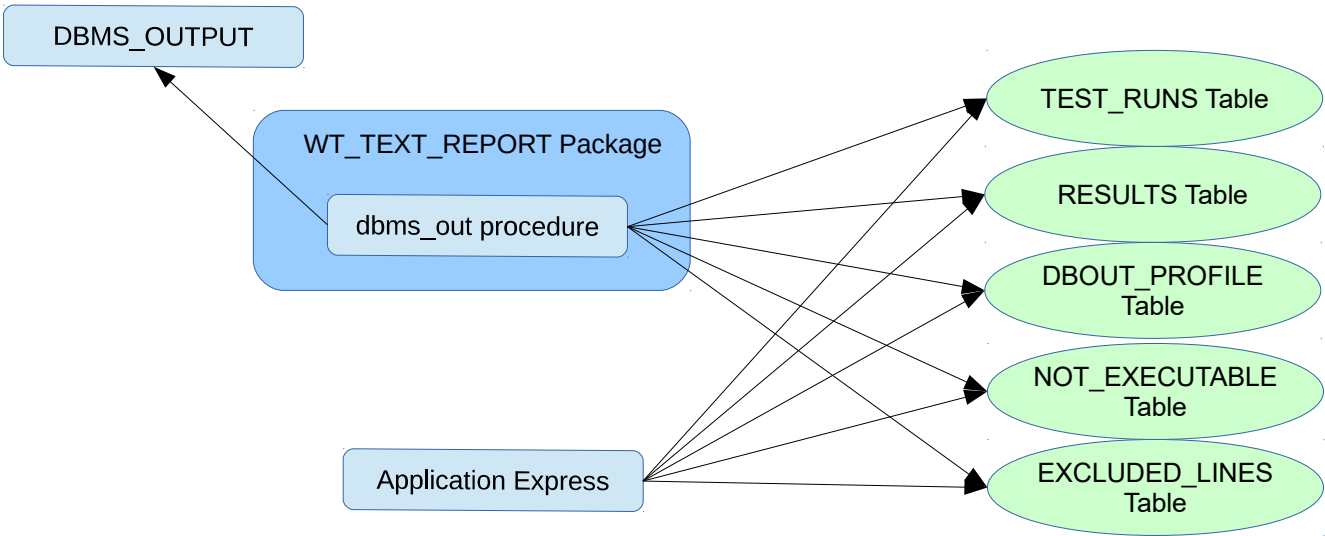 DBMS_OUTPUT
TEST_RUNS Table
WT_TEXT_REPORT Package
RESULTS Table
dbms_out procedure
DBOUT_PROFILE
Table
NOT_EXECUTABLE
Table
Application Express
EXCLUDED_LINES
Table